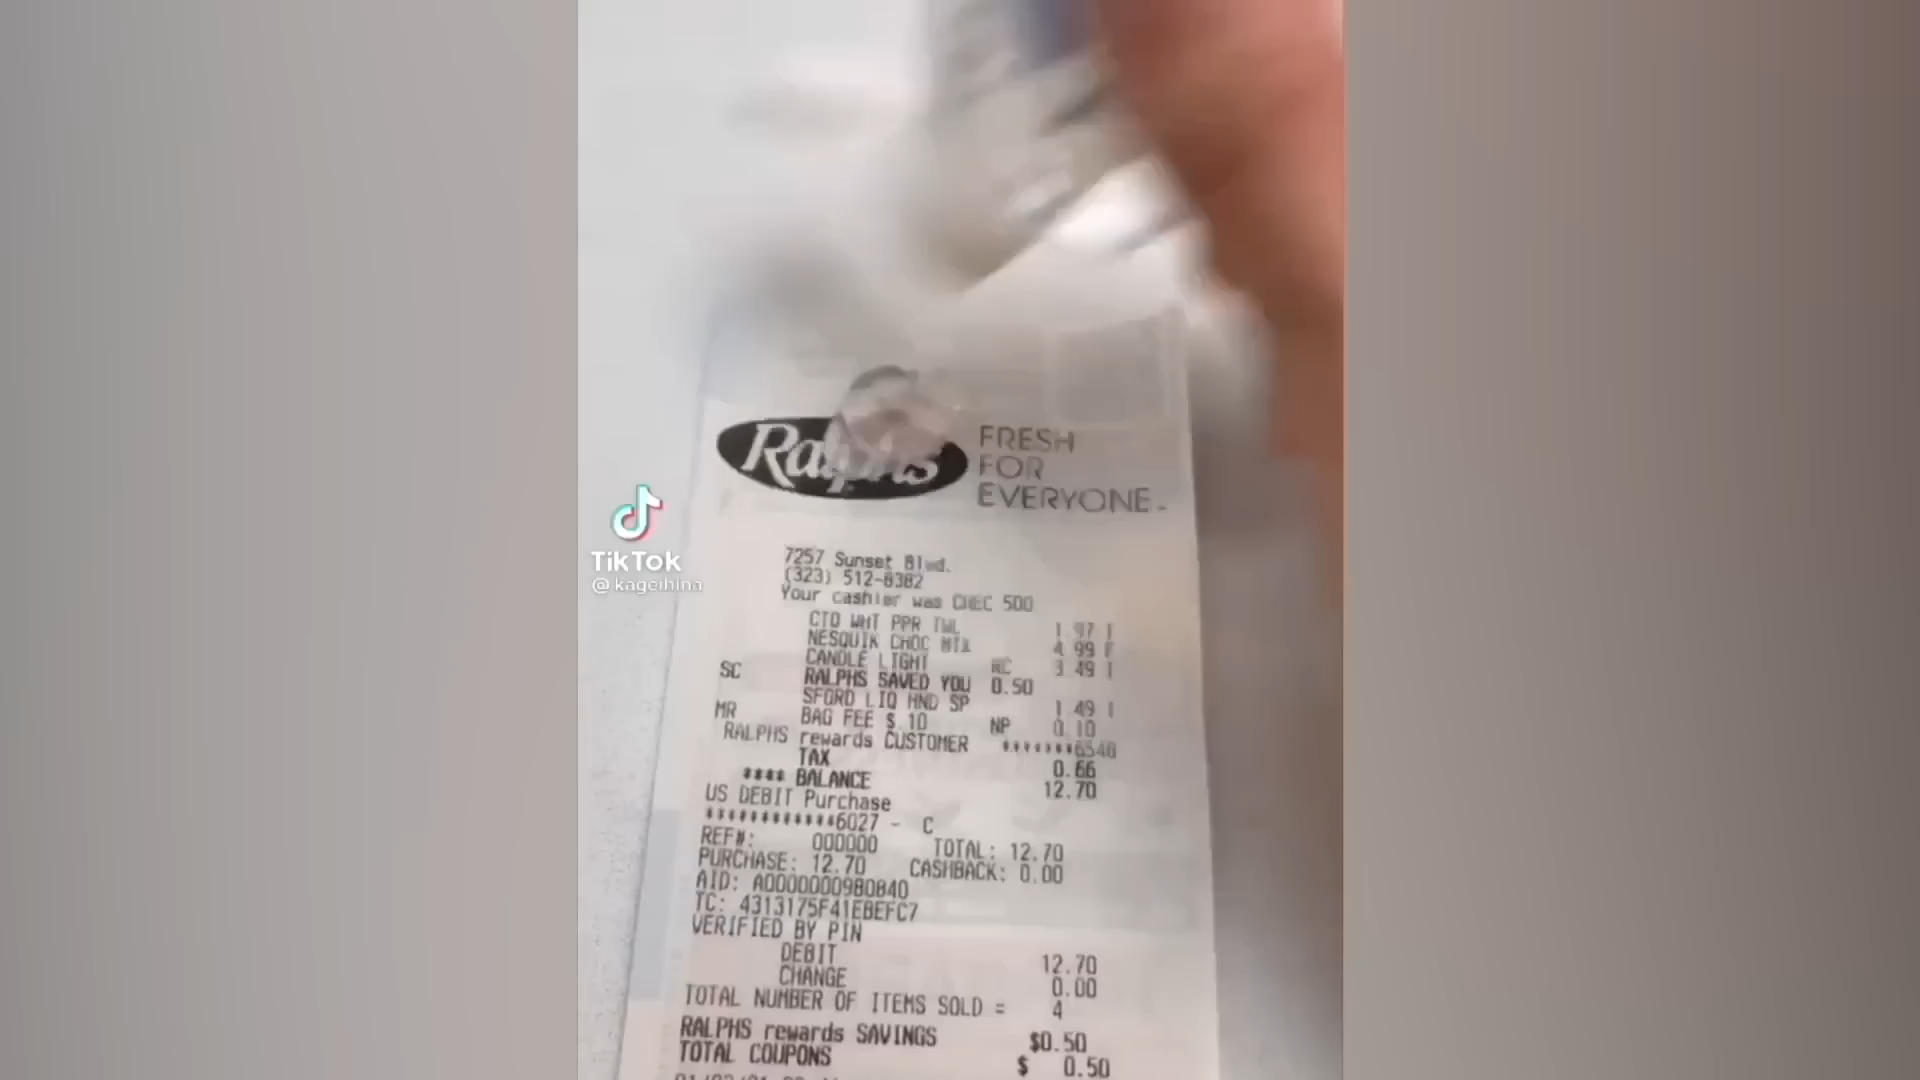 Ralphs
FRESH
FOR
EVERYONE.
TikTok
@kageihina
7257 Sunset Blvd.
(323) 512-8382
Your cashier was CHEC 500
CTO WHT PPR TWL 1.97 T
NESQUIK CHOC MIX 4.99 F
CANDLE LIGHT RC 3.49 T
SC RALPHS SAVED YOU 0.50
SFGRD LIQ HND SP 1.49 T
MR BAG FEE $.10 NP 0.10
RALPHS rewards CUSTOMER *******6540
TAX 0.66
**** BALANCE 12.70
US DEBIT Purchase
************6027 - C
REF#: 000000 TOTAL: 12.70
PURCHASE: 12.70 CASHBACK: 0.00
AID: A0000000980840
TC: 4313175F41EBEFC7
VERIFIED BY PIN
DEBIT 12.70
CHANGE 0.00
TOTAL NUMBER OF ITEMS SOLD = 4
RALPHS rewards SAVINGS $0.50
TOTAL COUPONS $ 0.50